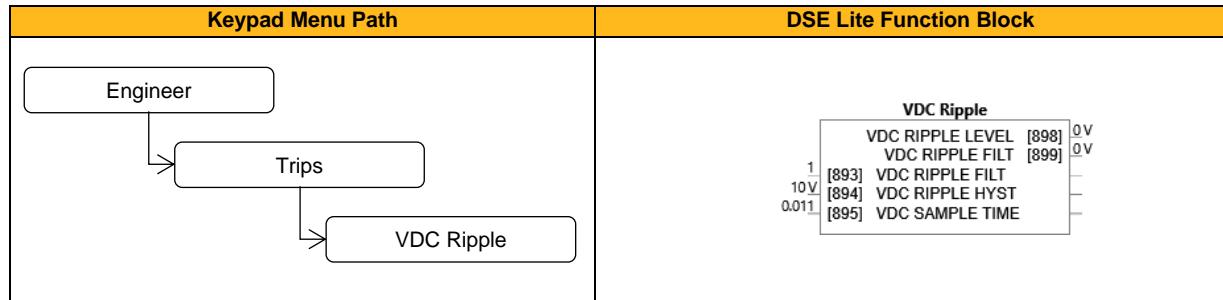 Keypad Menu Path
DSE Lite Function Block
Engineer
Trips
VDC Ripple
VDC Ripple
VDC RIPPLE LEVEL [898] 0 V
VDC RIPPLE FILT [899] 0 V
1 [893] VDC RIPPLE FILT
10 V [894] VDC RIPPLE HYST
0.011 [895] VDC SAMPLE TIME